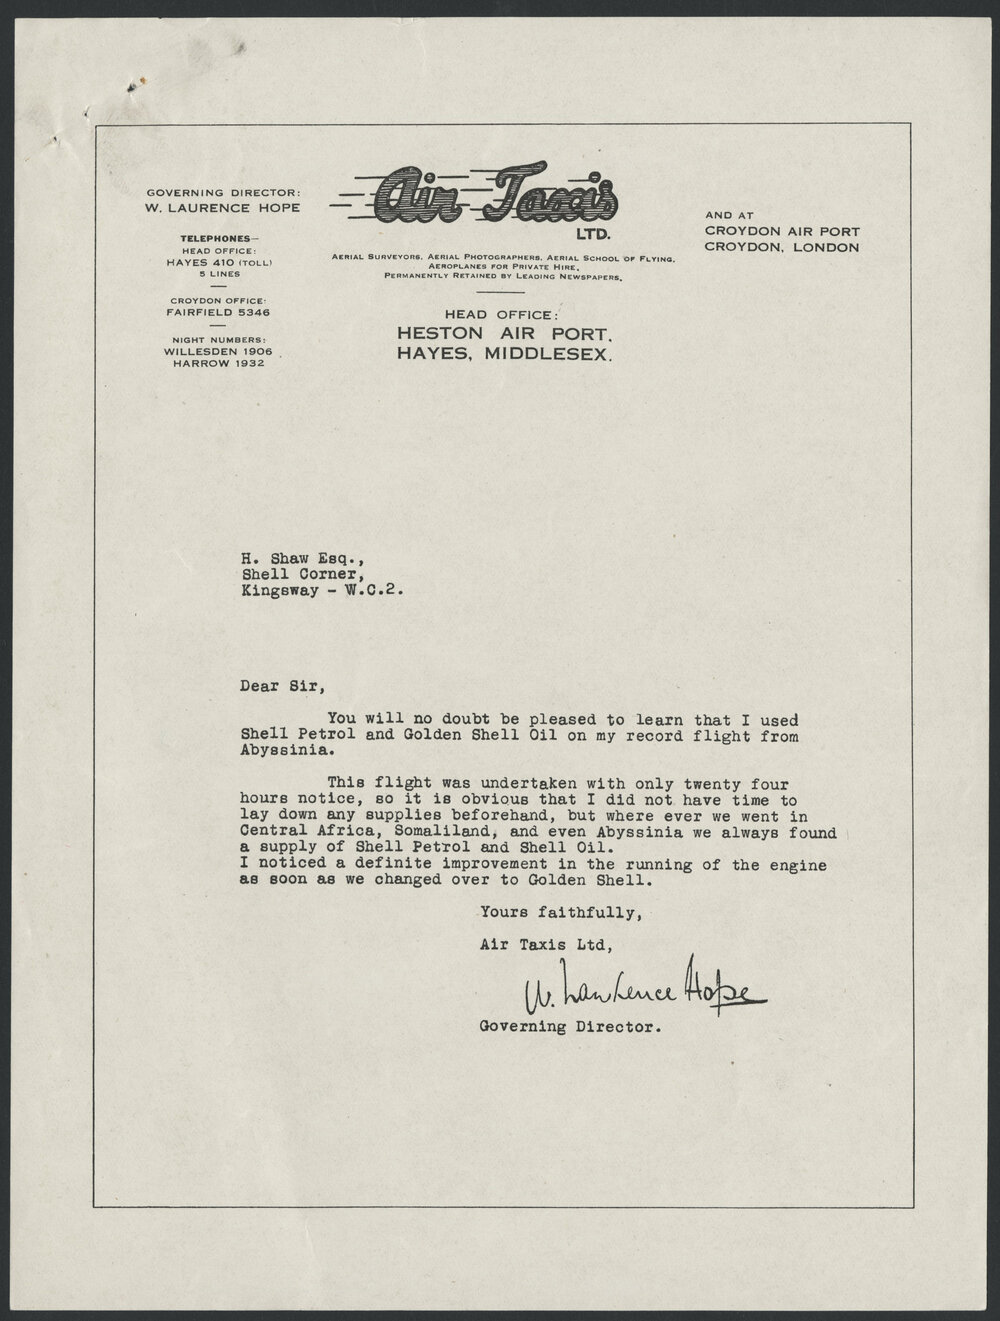 GOVERNING DIRECTOR:
W. LAURENCE HOPE
TELEPHONES—
HEAD OFFICE:
HAYES 410 (TOLL)
5 LINES
CROYDON OFFICE:
FAIRFIELD 5346
NIGHT NUMBERS:
WILLESDEN 1906
HARROW 1932
Air Taxis
LTD.
AERIAL SURVEYORS, AERIAL PHOTOGRAPHERS, AERIAL SCHOOL OF FLYING,
AEROPLANES FOR PRIVATE HIRE,
PERMANENTLY RETAINED BY LEADING NEWSPAPERS.
HEAD OFFICE:
HESTON AIR PORT,
HAYES, MIDDLESEX.
AND AT
CROYDON AIR PORT
CROYDON, LONDON
H. Shaw Esq.,
Shell Corner,
Kingsway - W.C.2.
Dear Sir,
You will no doubt be pleased to learn that I used
Shell Petrol and Golden Shell Oil on my record flight from
Abyssinia.
This flight was undertaken with only twenty four
hours notice, so it is obvious that I did not have time to
lay down any supplies beforehand, but where ever we went in
Central Africa, Somaliland, and even Abyssinia we always found
a supply of Shell Petrol and Shell Oil.
I noticed a definite improvement in the running of the engine
as soon as we changed over to Golden Shell.
Yours faithfully,
Air Taxis Ltd,
W. Lawrence Hope
Governing Director.